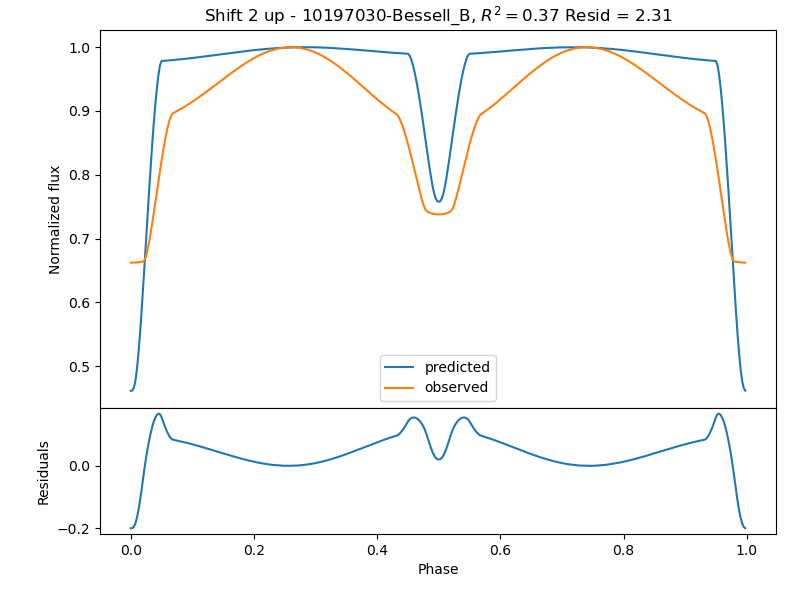 Shift 2 up - 10197030-Bessell_B, R² = 0.37 Resid = 2.31
1.0
0.9
0.8
Normalized flux
0.7
0.6
0.5
predicted
observed
Residuals
0.0
−0.2
0.0 0.2 0.4 0.6 0.8 1.0
Phase